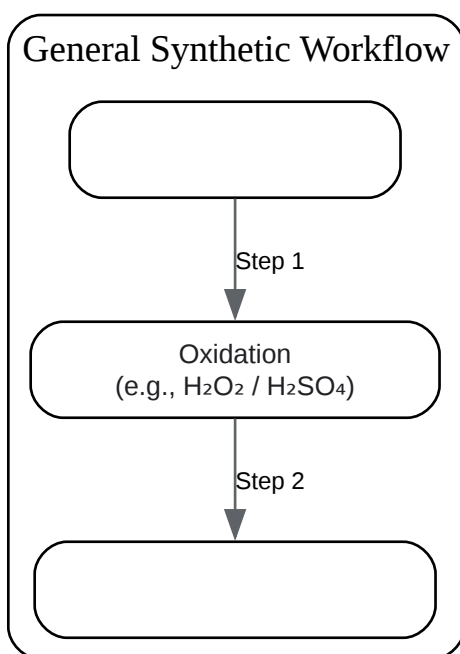 General Synthetic Workflow
Step 1
Oxidation
(e.g., H₂O₂ / H₂SO₄)
Step 2